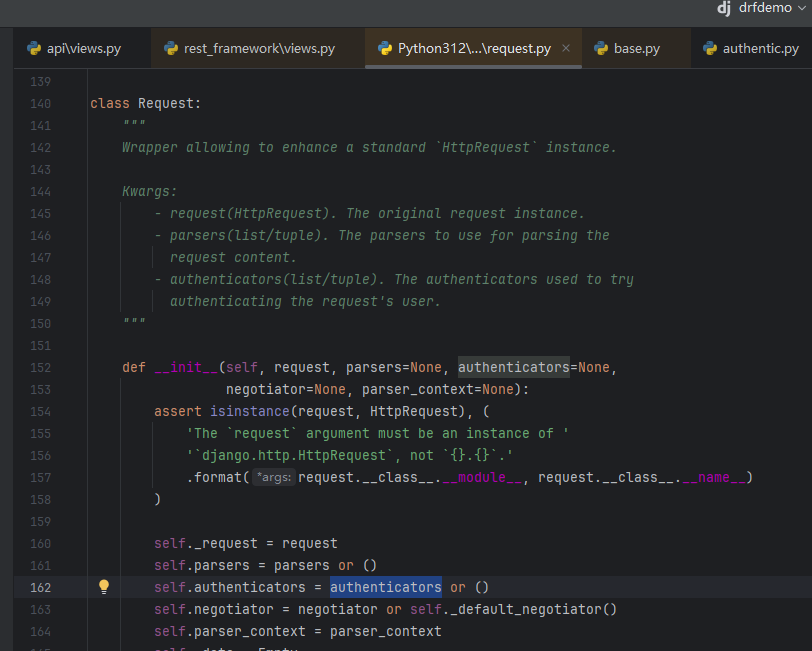 dj drfdemo
api\views.py rest_framework\views.py Python312\...\request.py × base.py authentic.py
139
140 class Request:
141 """
142 Wrapper allowing to enhance a standard `HttpRequest` instance.
143
144 Kwargs:
145 - request(HttpRequest). The original request instance.
146 - parsers(list/tuple). The parsers to use for parsing the
147 request content.
148 - authenticators(list/tuple). The authenticators used to try
149 authenticating the request's user.
150 """
151
152 def __init__(self, request, parsers=None, authenticators=None,
153 negotiator=None, parser_context=None):
154 assert isinstance(request, HttpRequest), (
155 'The `request` argument must be an instance of '
156 '`django.http.HttpRequest`, not `{}.{}`.'
157 .format( *args: request.__class__.__module__, request.__class__.__name__)
158 )
159
160 self._request = request
161 self.parsers = parsers or ()
162 self.authenticators = authenticators or ()
163 self.negotiator = negotiator or self._default_negotiator()
164 self.parser_context = parser_context